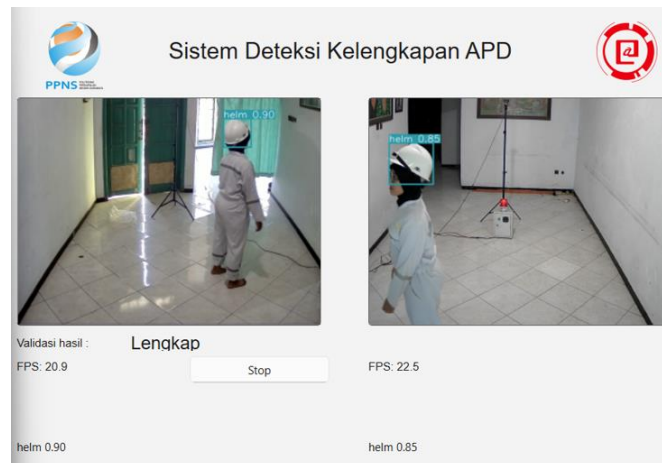 Sistem Deteksi Kelengkapan APD
PPNS
helm 0.90
helm 0.85
Validasi hasil :
Lengkap
FPS: 20.9
Stop
FPS: 22.5
helm 0.90
helm 0.85